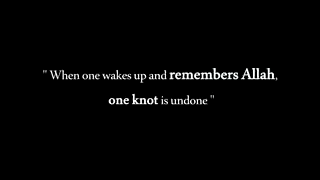 " When one wakes up and remembers Allah,
one knot is undone "